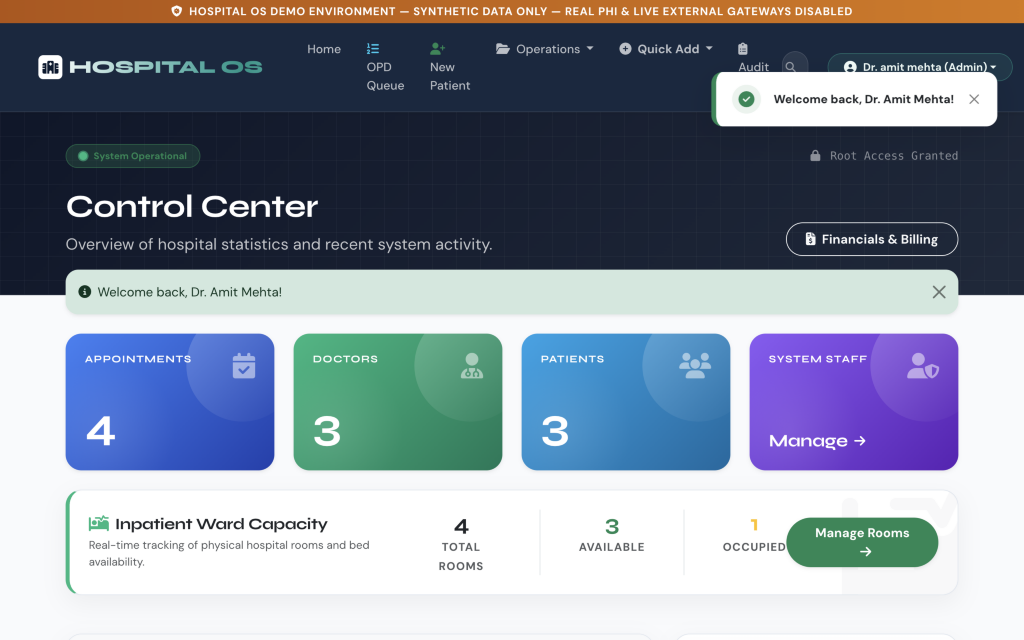 HOSPITAL OS DEMO ENVIRONMENT — SYNTHETIC DATA ONLY — REAL PHI & LIVE EXTERNAL GATEWAYS DISABLED
HOSPITAL OS
Home
OPD
Queue
New
Patient
Operations
Quick Add
Audit
Dr. amit mehta (Admin)
Welcome back, Dr. Amit Mehta!
System Operational
Root Access Granted
Control Center
Overview of hospital statistics and recent system activity.
Financials & Billing
Welcome back, Dr. Amit Mehta!
APPOINTMENTS
4
DOCTORS
3
PATIENTS
3
SYSTEM STAFF
Manage →
Inpatient Ward Capacity
Real-time tracking of physical hospital rooms and bed
availability.
4
TOTAL
ROOMS
3
AVAILABLE
1
OCCUPIED
Manage Rooms
→